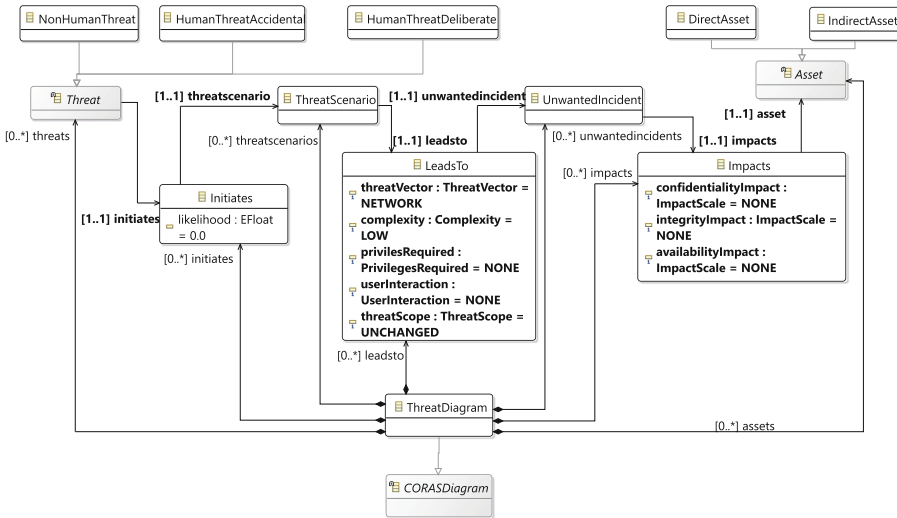 NonHumanThreat
HumanThreatAccidental
HumanThreatDeliberate
DirectAsset
IndirectAsset
Threat
Asset
[1..1] threatscenario
ThreatScenario
[1..1] unwantedincident
UnwantedIncident
[1..1] asset
[0..*] threats
[0..*] threatscenarios
[1..1] leadsto
[0..*] unwantedincidents
[1..1] impacts
LeadsTo
threatVector : ThreatVector =
NETWORK
complexity : Complexity =
LOW
privilesRequired :
PrivilegesRequired = NONE
userInteraction :
UserInteraction = NONE
threatScope : ThreatScope =
UNCHANGED
[0..*] impacts
Impacts
confidentialityImpact :
ImpactScale = NONE
integrityImpact : ImpactScale =
NONE
availabilityImpact :
ImpactScale = NONE
Initiates
likelihood : EFloat
= 0.0
[1..1] initiates
[0..*] initiates
[0..*] leadsto
ThreatDiagram
[0..*] assets
CORASDiagram